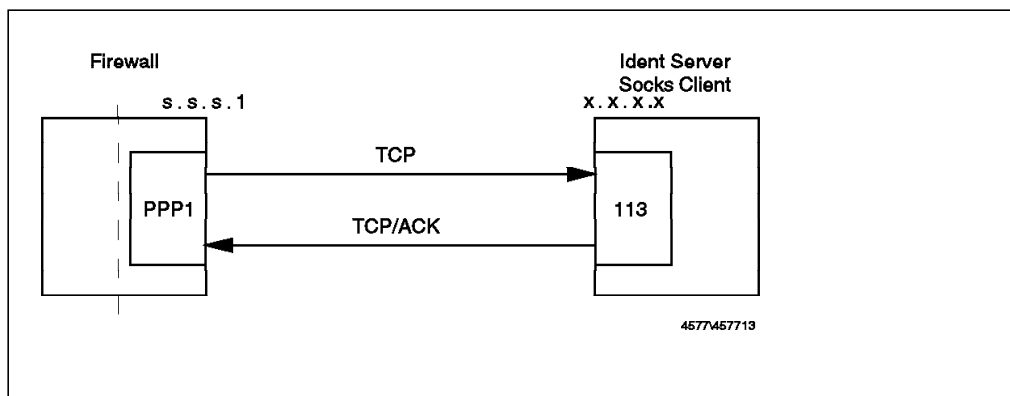 Firewall
Ident Server
Socks Client
s.s.s.1
x.x.x.x
TCP
PPP1
113
TCP/ACK
4577\457713